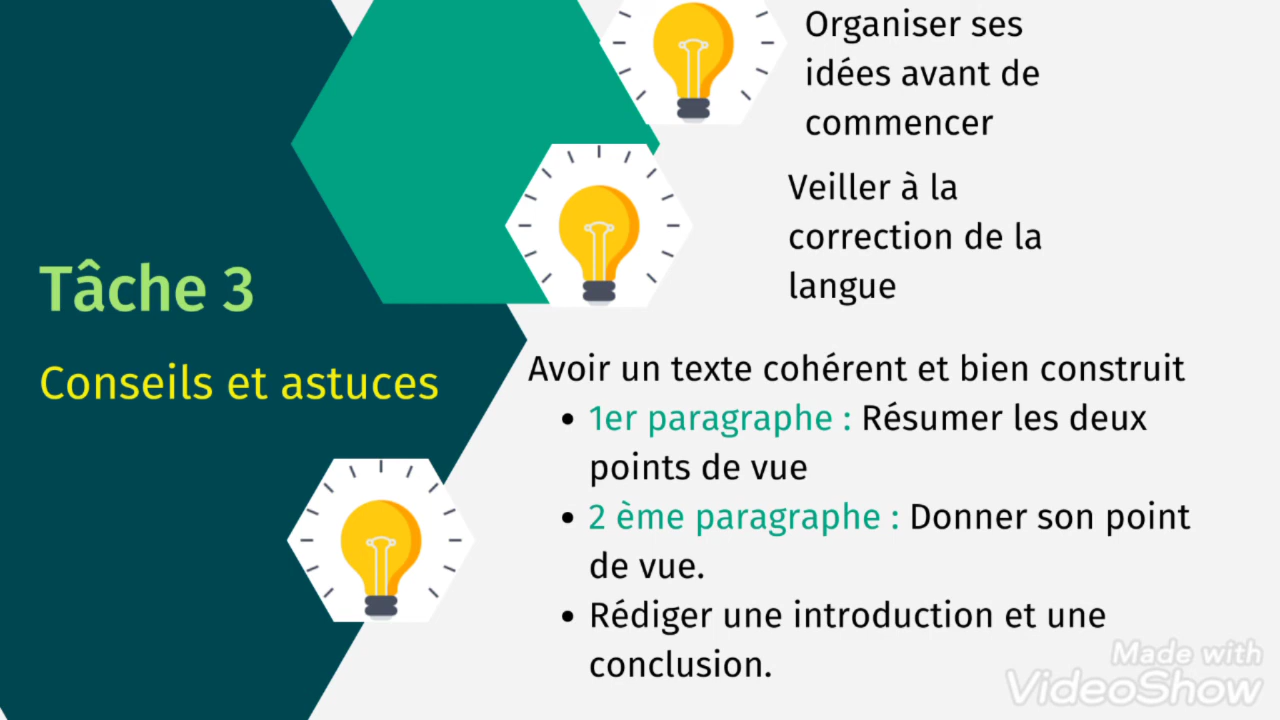 Organiser ses
idées avant de
commencer
Veiller à la
correction de la
langue
Tâche 3
Conseils et astuces
Avoir un texte cohérent et bien construit
• 1er paragraphe : Résumer les deux
points de vue
• 2 ème paragraphe : Donner son point
de vue.
• Rédiger une introduction et une
conclusion.
Made with
VideoShow